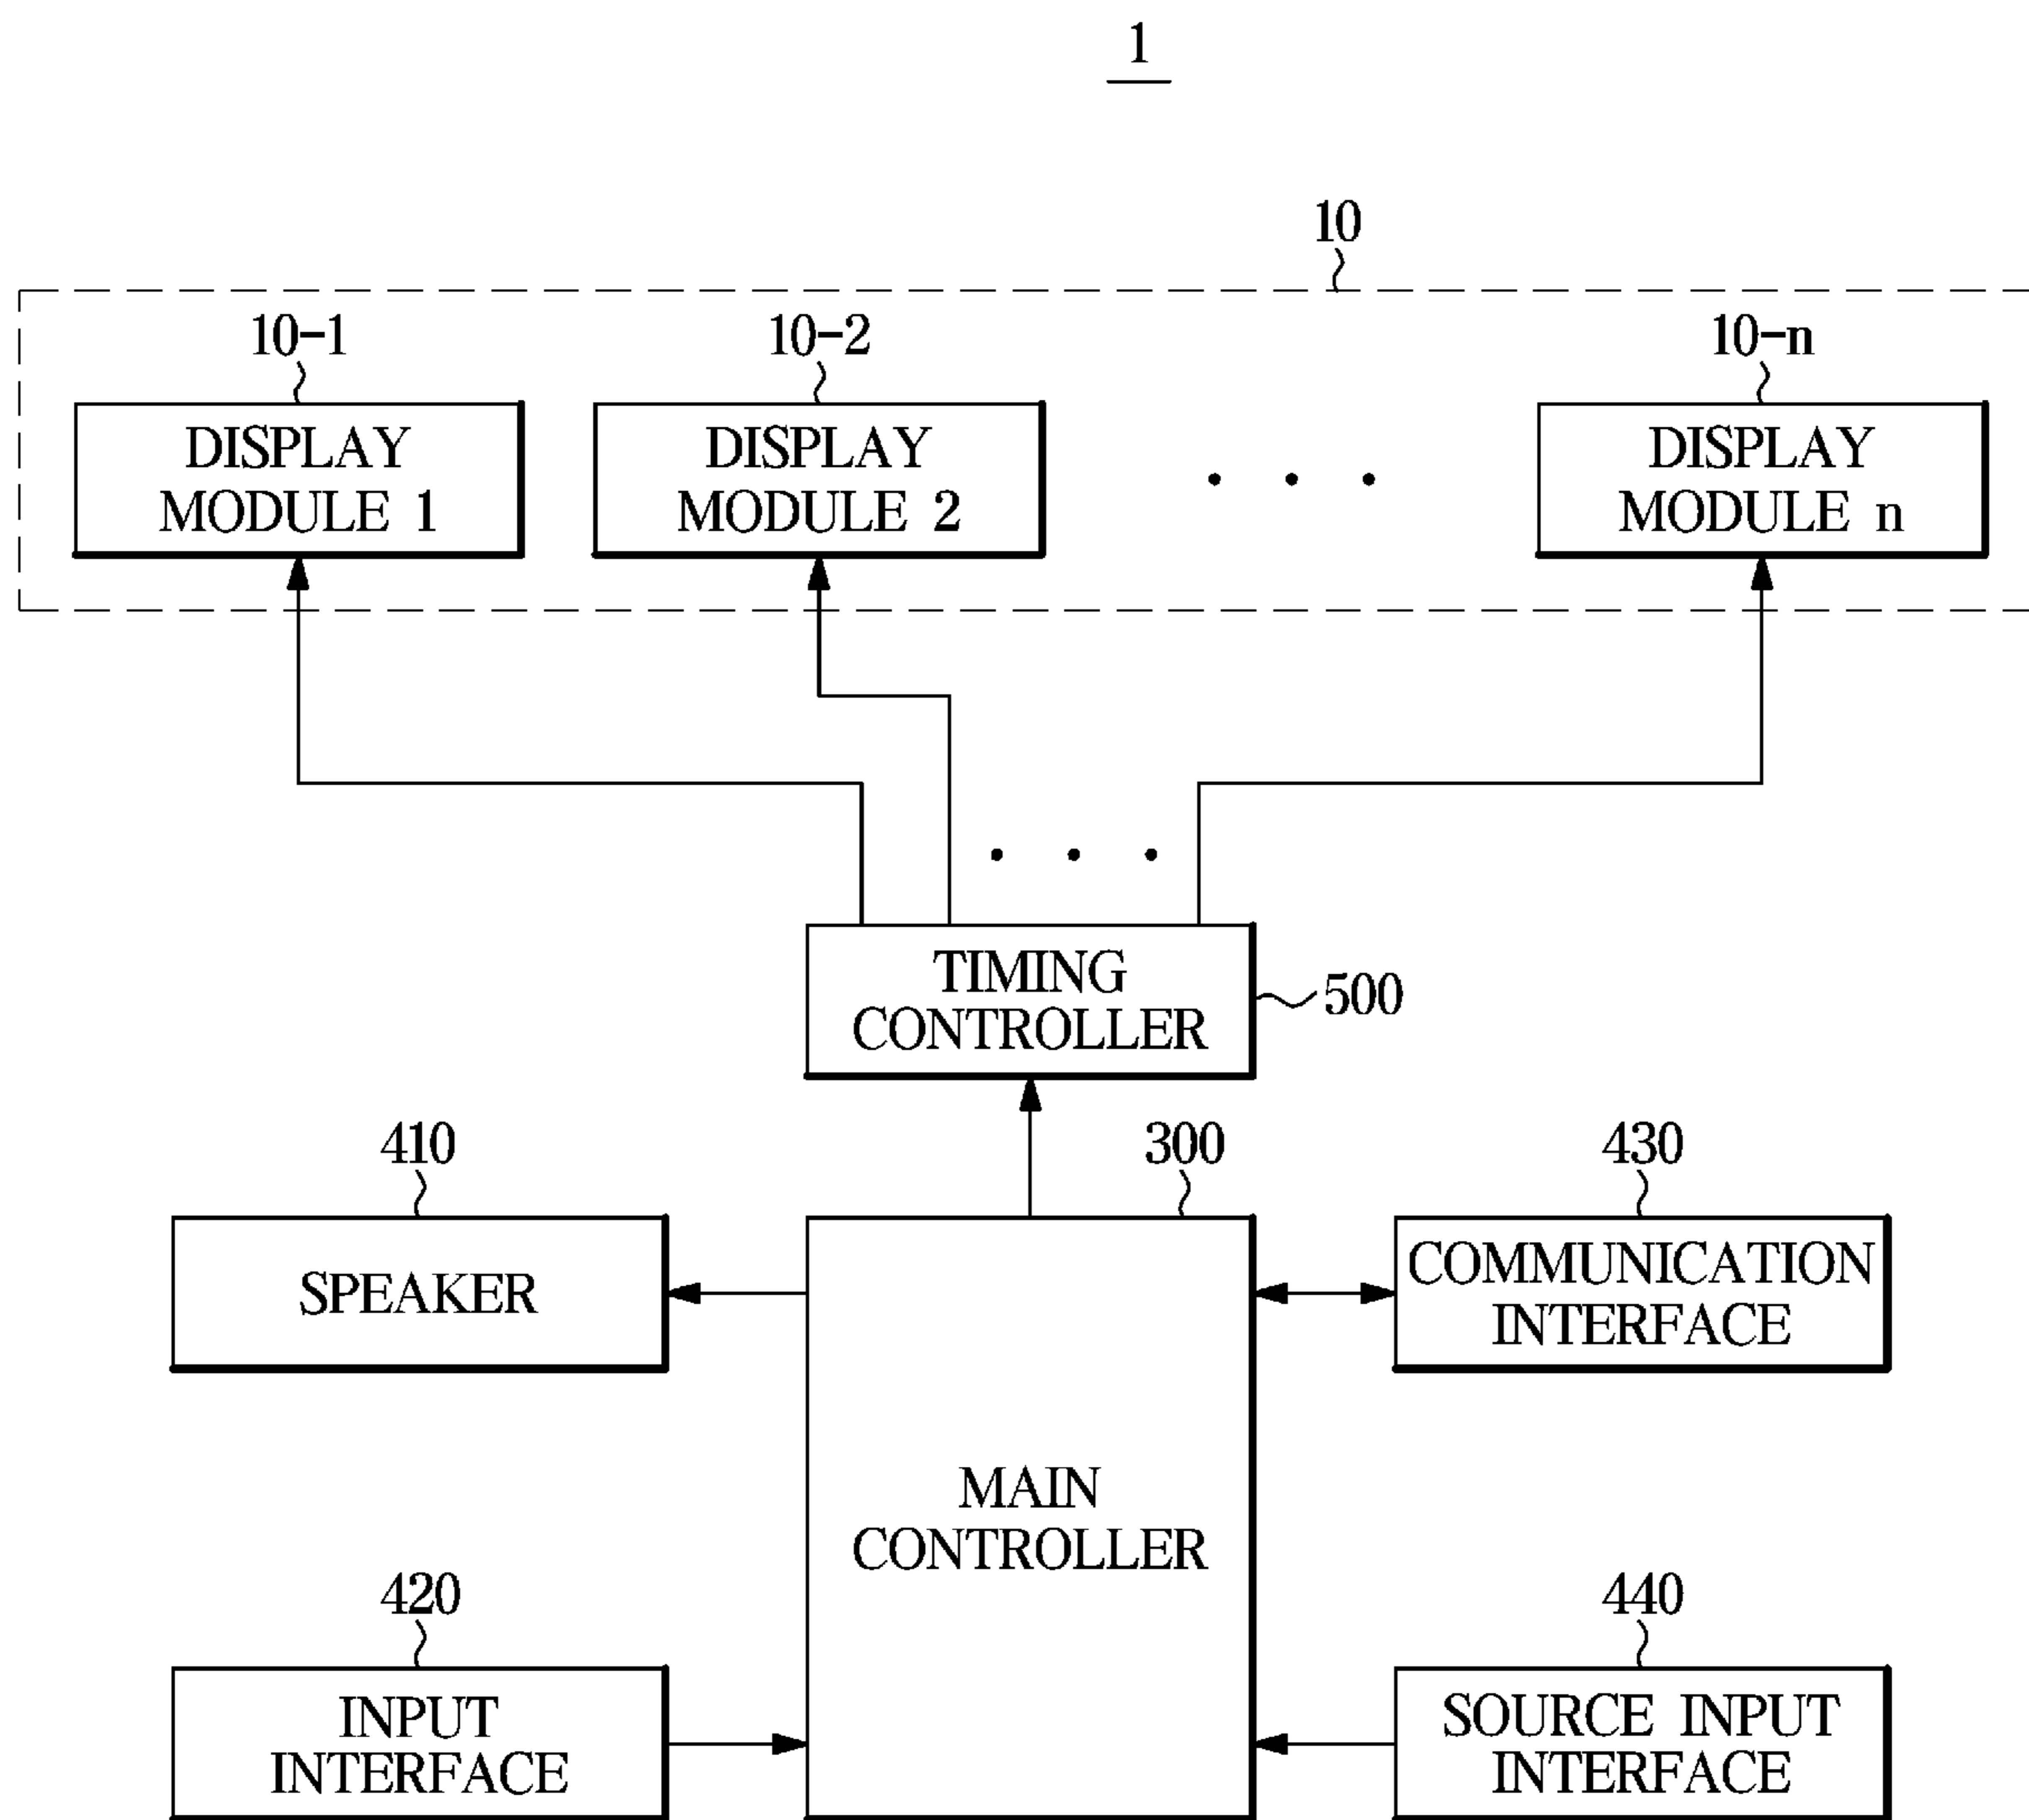 1
10
10-1
10-2
10-n
DISPLAY
MODULE 1
DISPLAY
MODULE 2
DISPLAY
MODULE n
TIMING
CONTROLLER
500
410
300
430
SPEAKER
COMMUNICATION
INTERFACE
MAIN
CONTROLLER
420
440
INPUT
INTERFACE
SOURCE INPUT
INTERFACE